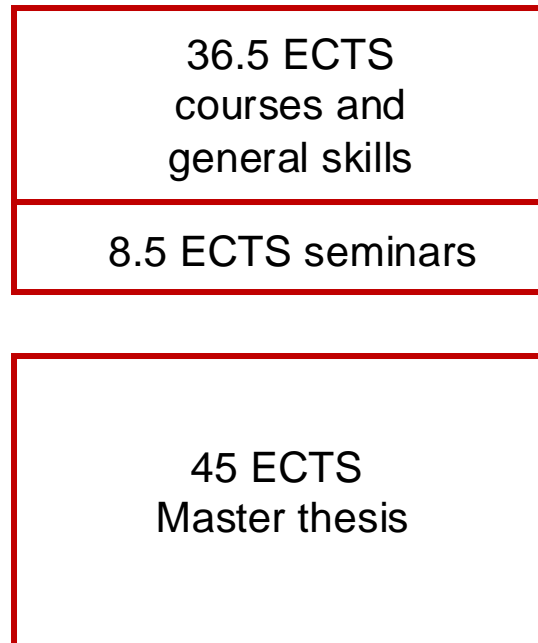 36.5 ECTS
courses and
general skills
8.5 ECTS seminars
45 ECTS
Master thesis